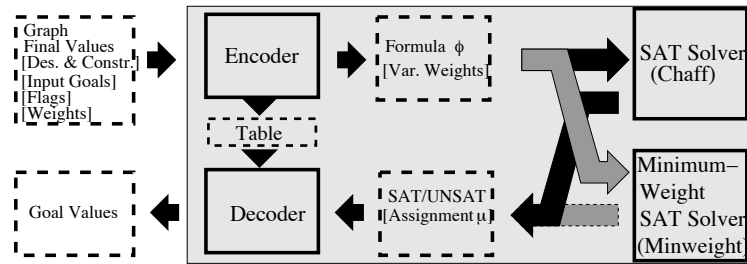 Graph
Final Values
[Des. & Constr.]
[Input Goals]
[Flags]
[Weights]
Encoder
Formula ϕ
[Var. Weights]
SAT Solver
(Chaff)
Table
Goal Values
Decoder
SAT/UNSAT
[Assignment μ]
Minimum–
Weight
SAT Solver
(Minweight)